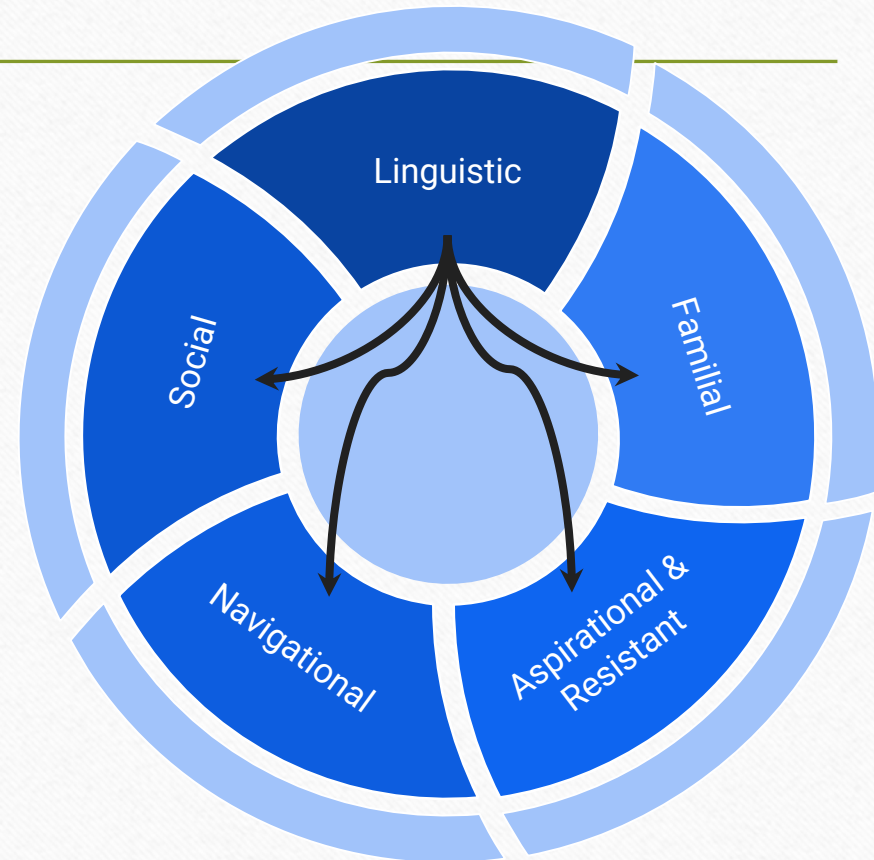 Linguistic
Familial
Aspirational &
Resistant
Navigational
Social